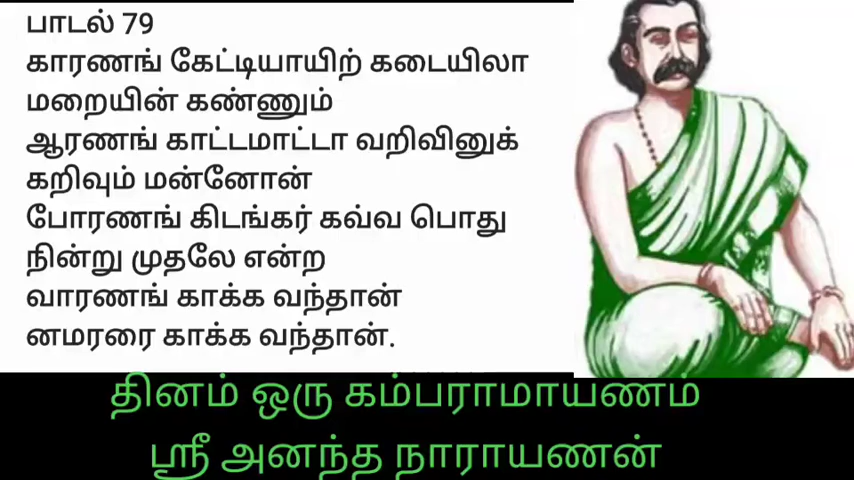 பாடல் 79
காரணங் கேட்டியாயிற் கடையிலா
மறையின் கண்ணும்
ஆரணங் காட்டமாட்டா வறிவினுக்
கறிவும் மன்னோன்
போரணங் கிடங்கர் கவ்வ பொது
நின்று முதலே என்ற
வாரணங் காக்க வந்தான்
னமரரை காக்க வந்தான்.
தினம் ஒரு கம்பராமாயணம்
ஸ்ரீ அனந்த நாராயணன்